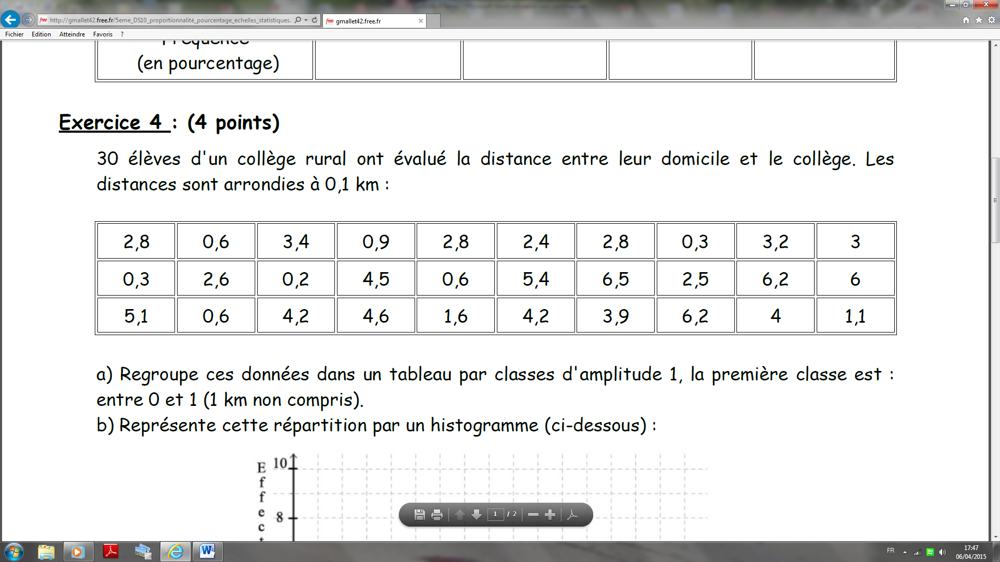 http://gmallet42.free.fr/5eme_DS10_proportionnalité_pourcentage_echelles_statistiques.
free gmallet42.free.fr
Fichier Edition Atteindre Favoris ?
Fréquence
(en pourcentage)
Exercice 4 : (4 points)
30 élèves d'un collège rural ont évalué la distance entre leur domicile et le collège. Les
distances sont arrondies à 0,1 km :
2,8 0,6 3,4 0,9 2,8 2,4 2,8 0,3 3,2 3
0,3 2,6 0,2 4,5 0,6 5,4 6,5 2,5 6,2 6
5,1 0,6 4,2 4,6 1,6 4,2 3,9 6,2 4 1,1
a) Regroupe ces données dans un tableau par classes d'amplitude 1, la première classe est :
entre 0 et 1 (1 km non compris).
b) Représente cette répartition par un histogramme (ci-dessous) :
E
f
f
e
c
t
10
8
1 / 2
FR
17:47
06/04/2015